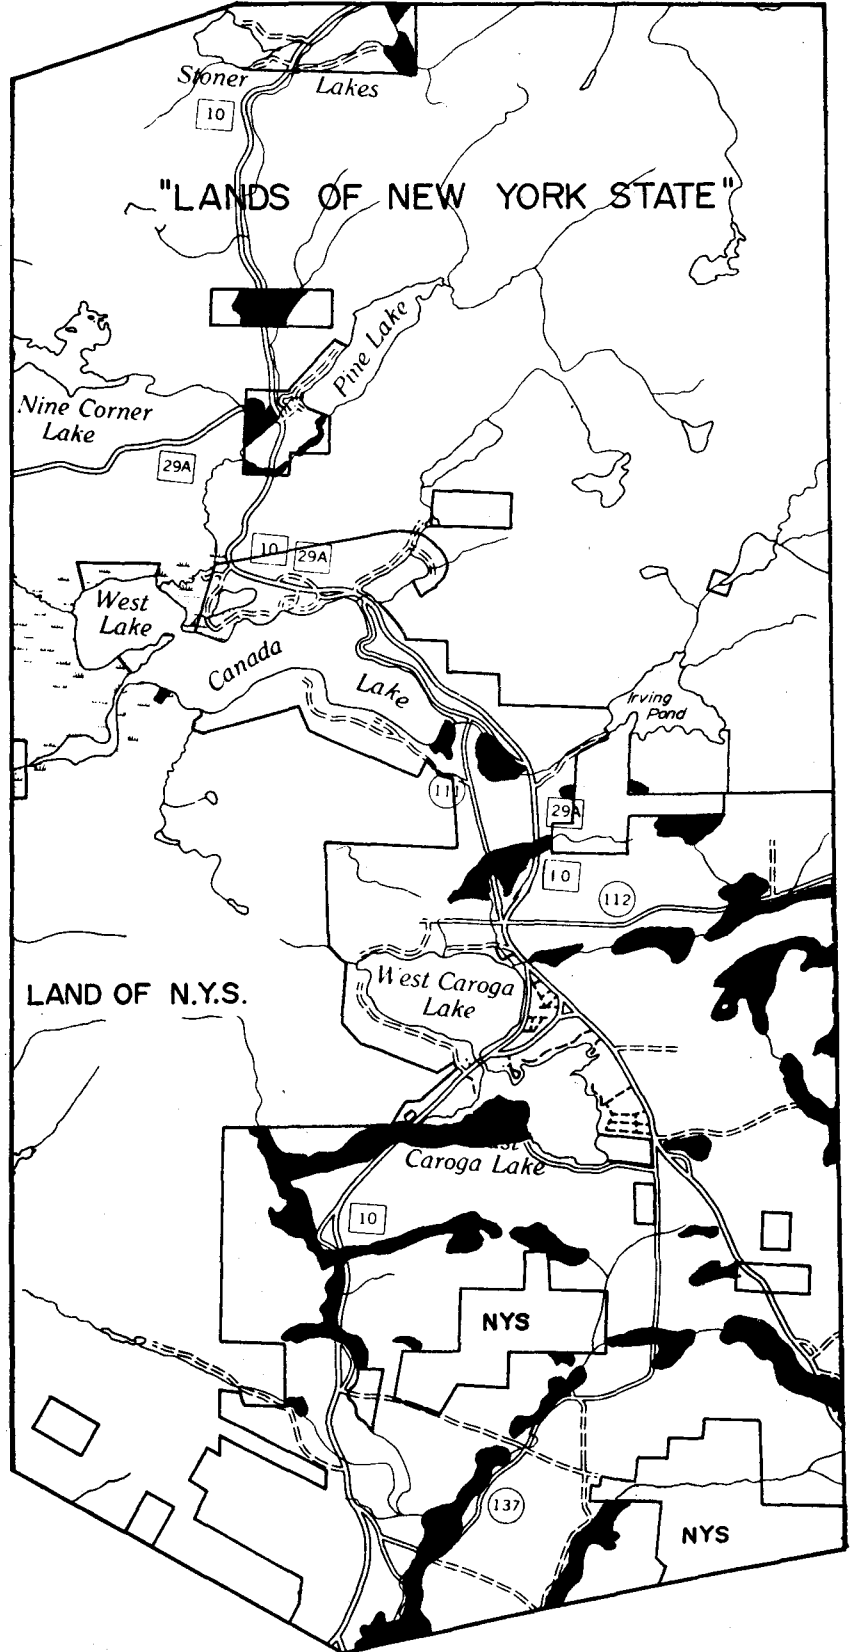 Stoner Lakes
10
"LANDS OF NEW YORK STATE"
Pine Lake
Nine Corner
Lake
29A
10 29A
West
Lake
Canada
Lake
Irving
Pond
111
29A
10
112
West Caroga
Lake
LAND OF N.Y.S.
Caroga Lake
10
NYS
137
NYS